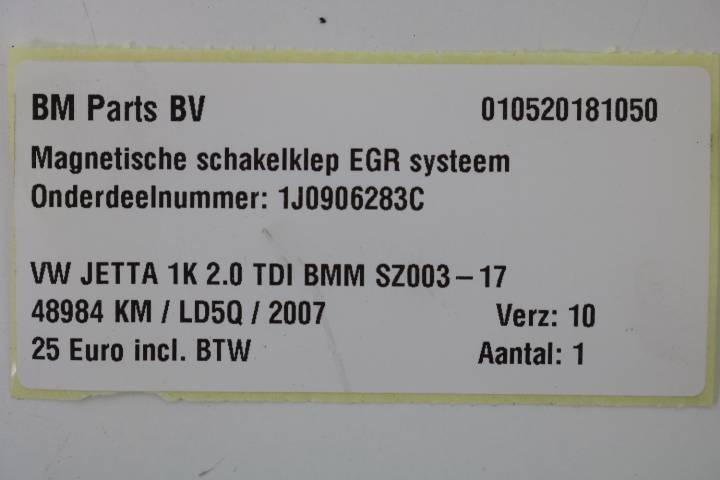 BM Parts BV 010520181050
Magnetische schakelklep EGR systeem
Onderdeelnummer: 1J0906283C
VW JETTA 1K 2.0 TDI BMM SZ003-17
48984 KM / LD5Q / 2007 Verz: 10
25 Euro incl. BTW Aantal: 1